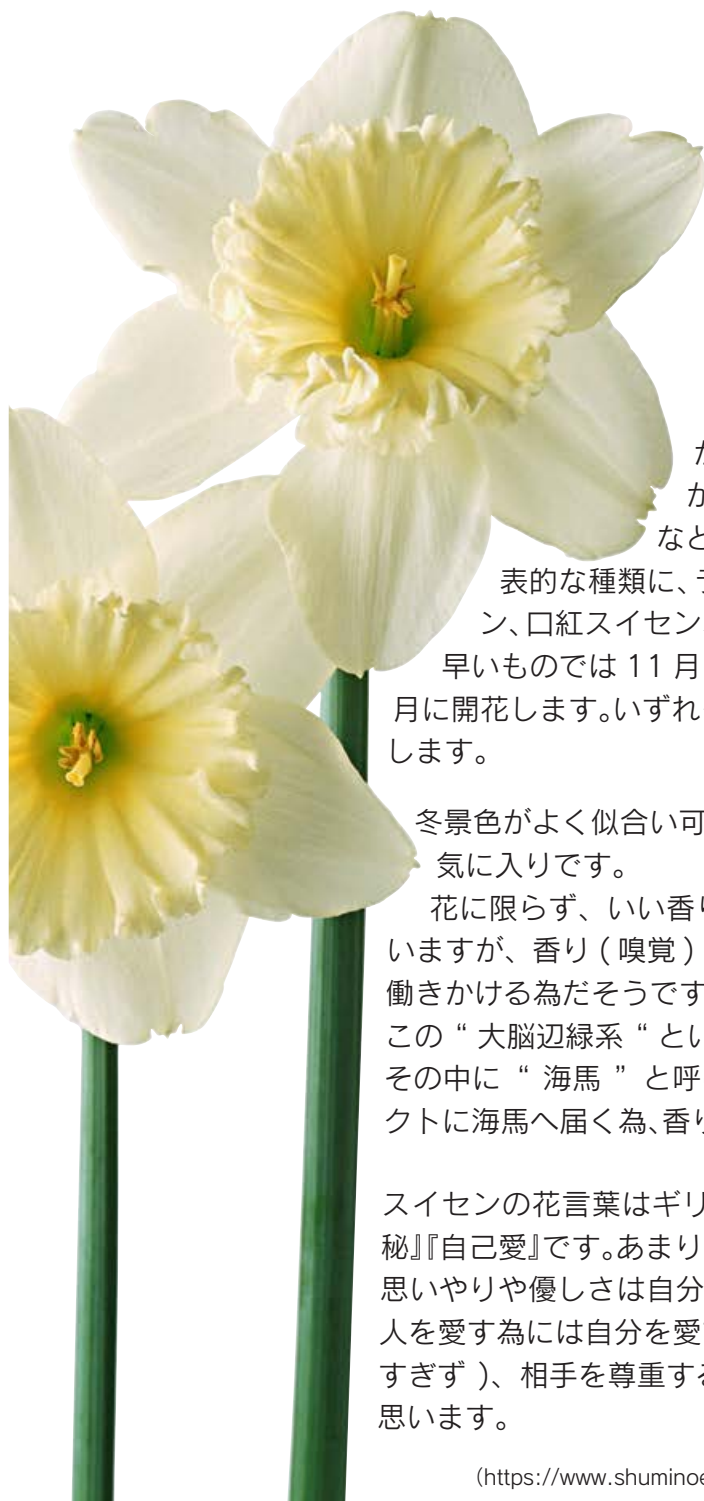 が
なと
表的な種類に、
ン、口紅スイセン
早いものでは 11 月
月に開花します。いずれ
します。
冬景色がよく似合い可
気に入りです。
花に限らず、いい香り
いますが、香り ( 嗅覚 )
働きかける為だそうです
この “ 大脳辺縁系 “ とい
その中に “ 海馬 ” と呼
クトに海馬へ届く為、香り
スイセンの花言葉はギリ
秘』『自己愛』です。あまり
思いやりや優しさは自分
人を愛す為には自分を愛
すぎず )、相手を尊重する
思います。
(https://www.shuminoe